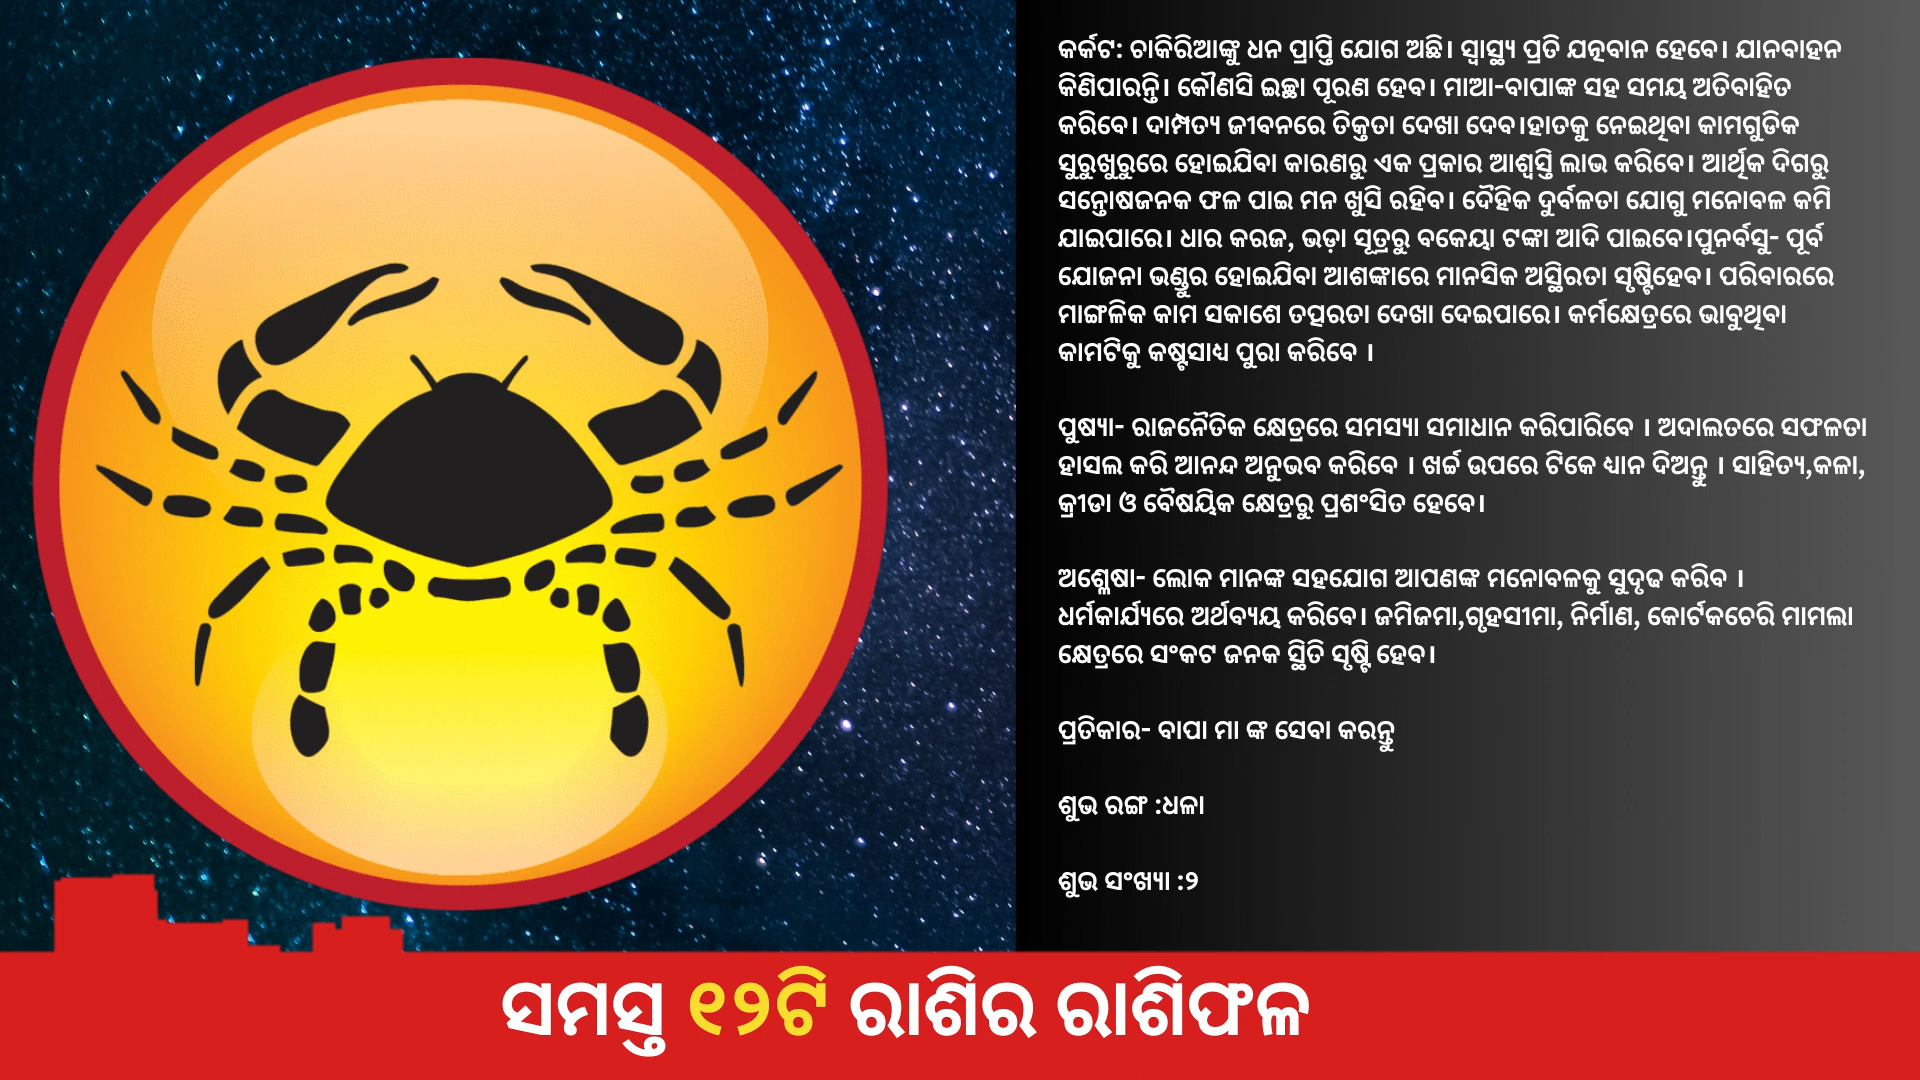 କର୍କଟ: ଚାକିରିଆଙ୍କୁ ଧନ ପ୍ରାପ୍ତି ଯୋଗ ଅଛି। ସ୍ୱାସ୍ଥ୍ୟ ପ୍ରତି ଯତ୍ନବାନ ହେବେ। ଯାନବାହନ
କିଣିପାରନ୍ତି। କୌଣସି ଇଚ୍ଛା ପୂରଣ ହେବ। ମାଆ-ବାପାଙ୍କ ସହ ସମୟ ଅତିବାହିତ
କରିବେ। ଦାମ୍ପତ୍ୟ ଜୀବନରେ ତିକ୍ତତା ଦେଖା ଦେବ।ହାତକୁ ନେଇଥିବା କାମଗୁଡିକ
ସୁରୁଖୁରୁରେ ହୋଇଯିବା କାରଣରୁ ଏକ ପ୍ରକାର ଆଶ୍ୱସ୍ତି ଲାଭ କରିବେ। ଆର୍ଥିକ ଦିଗରୁ
ସନ୍ତୋଷଜନକ ଫଳ ପାଇ ମନ ଖୁସି ରହିବ। ଦୈହିକ ଦୁର୍ବଳତା ଯୋଗୁ ମନୋବଳ କମି
ଯାଇପାରେ। ଧାର କରଜ, ଭଡ଼ା ସୂତ୍ରରୁ ବକେୟା ଟଙ୍କା ଆଦି ପାଇବେ।ପୁନର୍ବସୁ- ପୂର୍ବ
ଯୋଜନା ଭଣ୍ଡୁର ହୋଇଯିବା ଆଶଙ୍କାରେ ମାନସିକ ଅସ୍ଥିରତା ସୃଷ୍ଟିହେବ। ପରିବାରରେ
ମାଙ୍ଗଳିକ କାମ ସକାଶେ ତତ୍ପରତା ଦେଖା ଦେଇପାରେ। କର୍ମକ୍ଷେତ୍ରରେ ଭାବୁଥିବା
କାମଟିକୁ କଷ୍ଟସାଧ୍ୟ ପୁରା କରିବେ ।
ପୁଷ୍ୟା- ରାଜନୈତିକ କ୍ଷେତ୍ରରେ ସମସ୍ୟା ସମାଧାନ କରିପାରିବେ । ଅଦାଲତରେ ସଫଳତା
ହାସଲ କରି ଆନନ୍ଦ ଅନୁଭବ କରିବେ । ଖର୍ଚ୍ଚ ଉପରେ ଟିକେ ଧ୍ୟାନ ଦିଅନ୍ତୁ । ସାହିତ୍ୟ,କଳା,
କ୍ରୀଡା ଓ ବୈଷୟିକ କ୍ଷେତ୍ରରୁ ପ୍ରଶଂସିତ ହେବେ।
ଅଶ୍ଳେଷା- ଲୋକ ମାନଙ୍କ ସହଯୋଗ ଆପଣଙ୍କ ମନୋବଳକୁ ସୁଦୃଢ କରିବ ।
ଧର୍ମକାର୍ଯ୍ୟରେ ଅର୍ଥବ୍ୟୟ କରିବେ। ଜମିଜମା,ଗୃହସୀମା, ନିର୍ମାଣ, କୋର୍ଟକଚେରି ମାମଲା
କ୍ଷେତ୍ରରେ ସଂକଟ ଜନକ ସ୍ଥିତି ସୃଷ୍ଟି ହେବ।
ପ୍ରତିକାର- ବାପା ମା ଙ୍କ ସେବା କରନ୍ତୁ
ଶୁଭ ରଙ୍ଗ :ଧଳା
ଶୁଭ ସଂଖ୍ୟା :୨
ସମସ୍ତ ୧୨ଟି ରାଶିର ରାଶିଫଳ